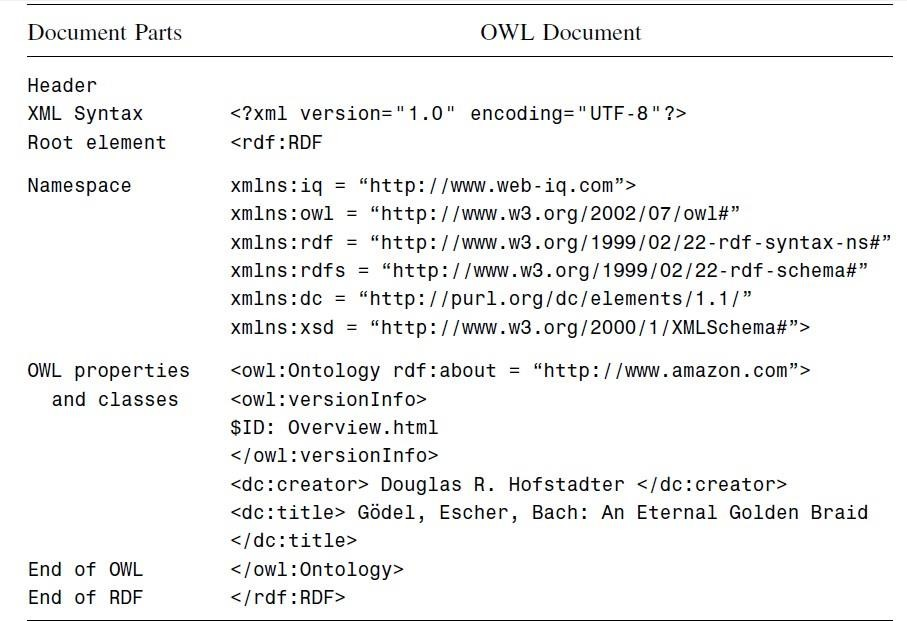 Document Parts OWL Document
Header
XML Syntax <?xml version="1.0" encoding="UTF-8"?>
Root element <rdf:RDF
Namespace xmlns:iq = “http://www.web-iq.com”>
xmlns:owl = “http://www.w3.org/2002/07/owl#”
xmlns:rdf = “http://www.w3.org/1999/02/22-rdf-syntax-ns#”
xmlns:rdfs = “http://www.w3.org/1999/02/22-rdf-schema#”
xmlns:dc = “http://purl.org/dc/elements/1.1/”
xmlns:xsd = “http://www.w3.org/2000/1/XMLSchema#”>
OWL properties <owl:Ontology rdf:about = “http://www.amazon.com”>
and classes <owl:versionInfo>
$ID: Overview.html
</owl:versionInfo>
<dc:creator> Douglas R. Hofstadter </dc:creator>
<dc:title> Gödel, Escher, Bach: An Eternal Golden Braid
</dc:title>
End of OWL </owl:Ontology>
End of RDF </rdf:RDF>